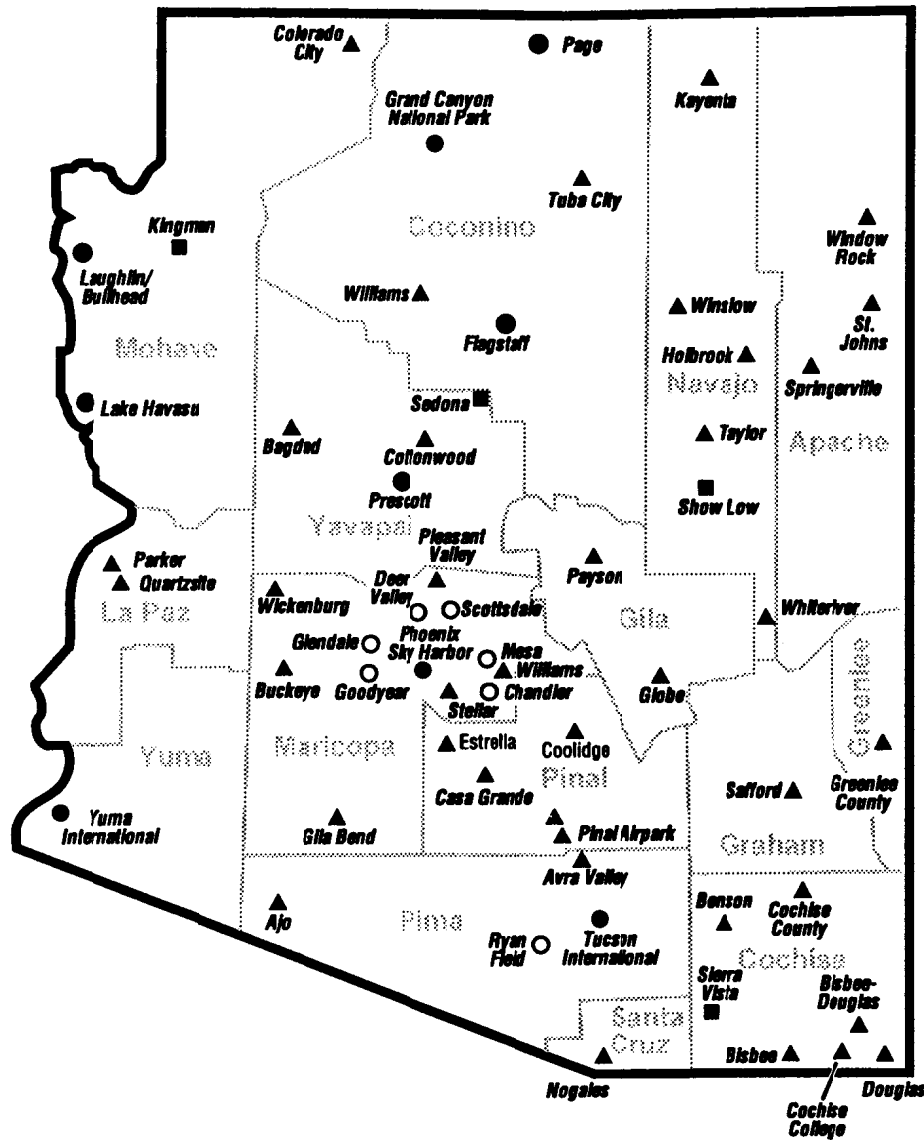 Colorado
City
Page
Grand Canyon
National Park
Kayenta
Tuba City
Coconino
Kingman
Window
Rock
Laughlin/
Bullhead
Williams
Winslow
St.
Johns
Flagstaff
Mohave
Holbrook
Navajo
Springerville
Sedona
Lake Havasu
Bagdad
Cottonwood
Taylor
Apache
Prescott
Show Low
Yavapai
Pleasant
Valley
Parker
Quartzsite
La Paz
Deer
Valley
Payson
Wickenburg
Scottsdale
Gila
Whiteriver
Glendale
Phoenix
Sky Harbor
Mesa
Williams
Buckeye
Goodyear
Chandler
Globe
Stellar
Greenlee
Yuma
Maricopa
Estrella
Coolidge
Pinal
Casa Grande
Safford
Greenlee
County
Yuma
International
Gila Bend
Pinal Airpark
Graham
Avra Valley
Ajo
Pima
Benson
Cochise
County
Ryan
Field
Tucson
International
Cochise
Sierra
Vista
Bisbee-
Douglas
Santa
Cruz
Bisbee
Nogales
Douglas
Cochise
College